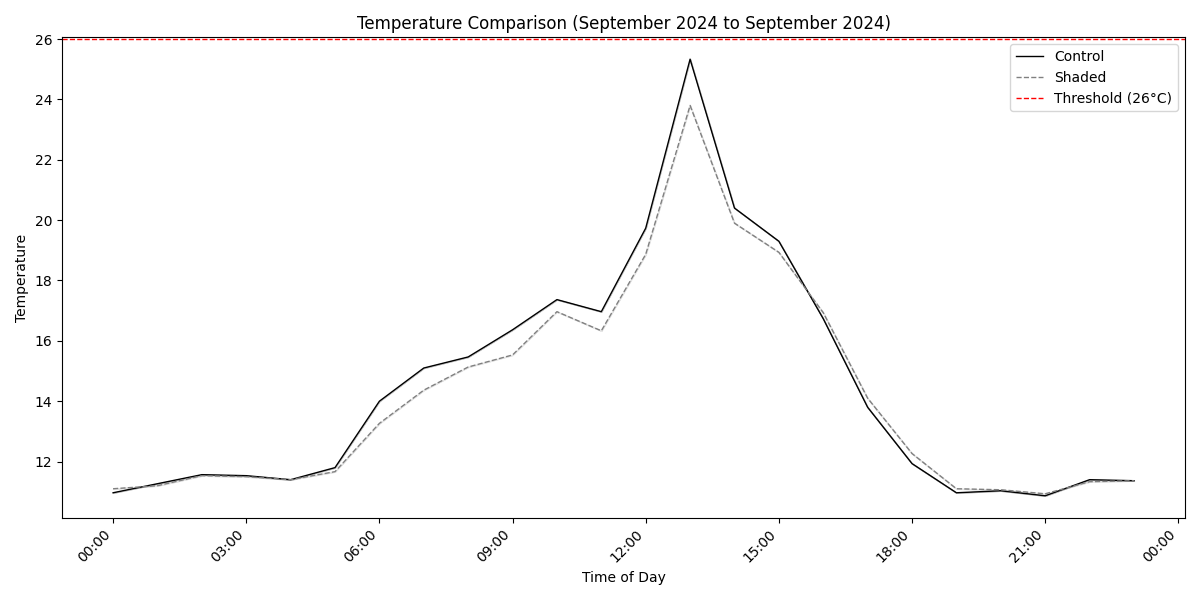 Temperature Comparison (September 2024 to September 2024)
Control
Shaded
Threshold (26°C)
Temperature
26
24
22
20
18
16
14
12
00:00
03:00
06:00
09:00
12:00
15:00
18:00
21:00
00:00
Time of Day